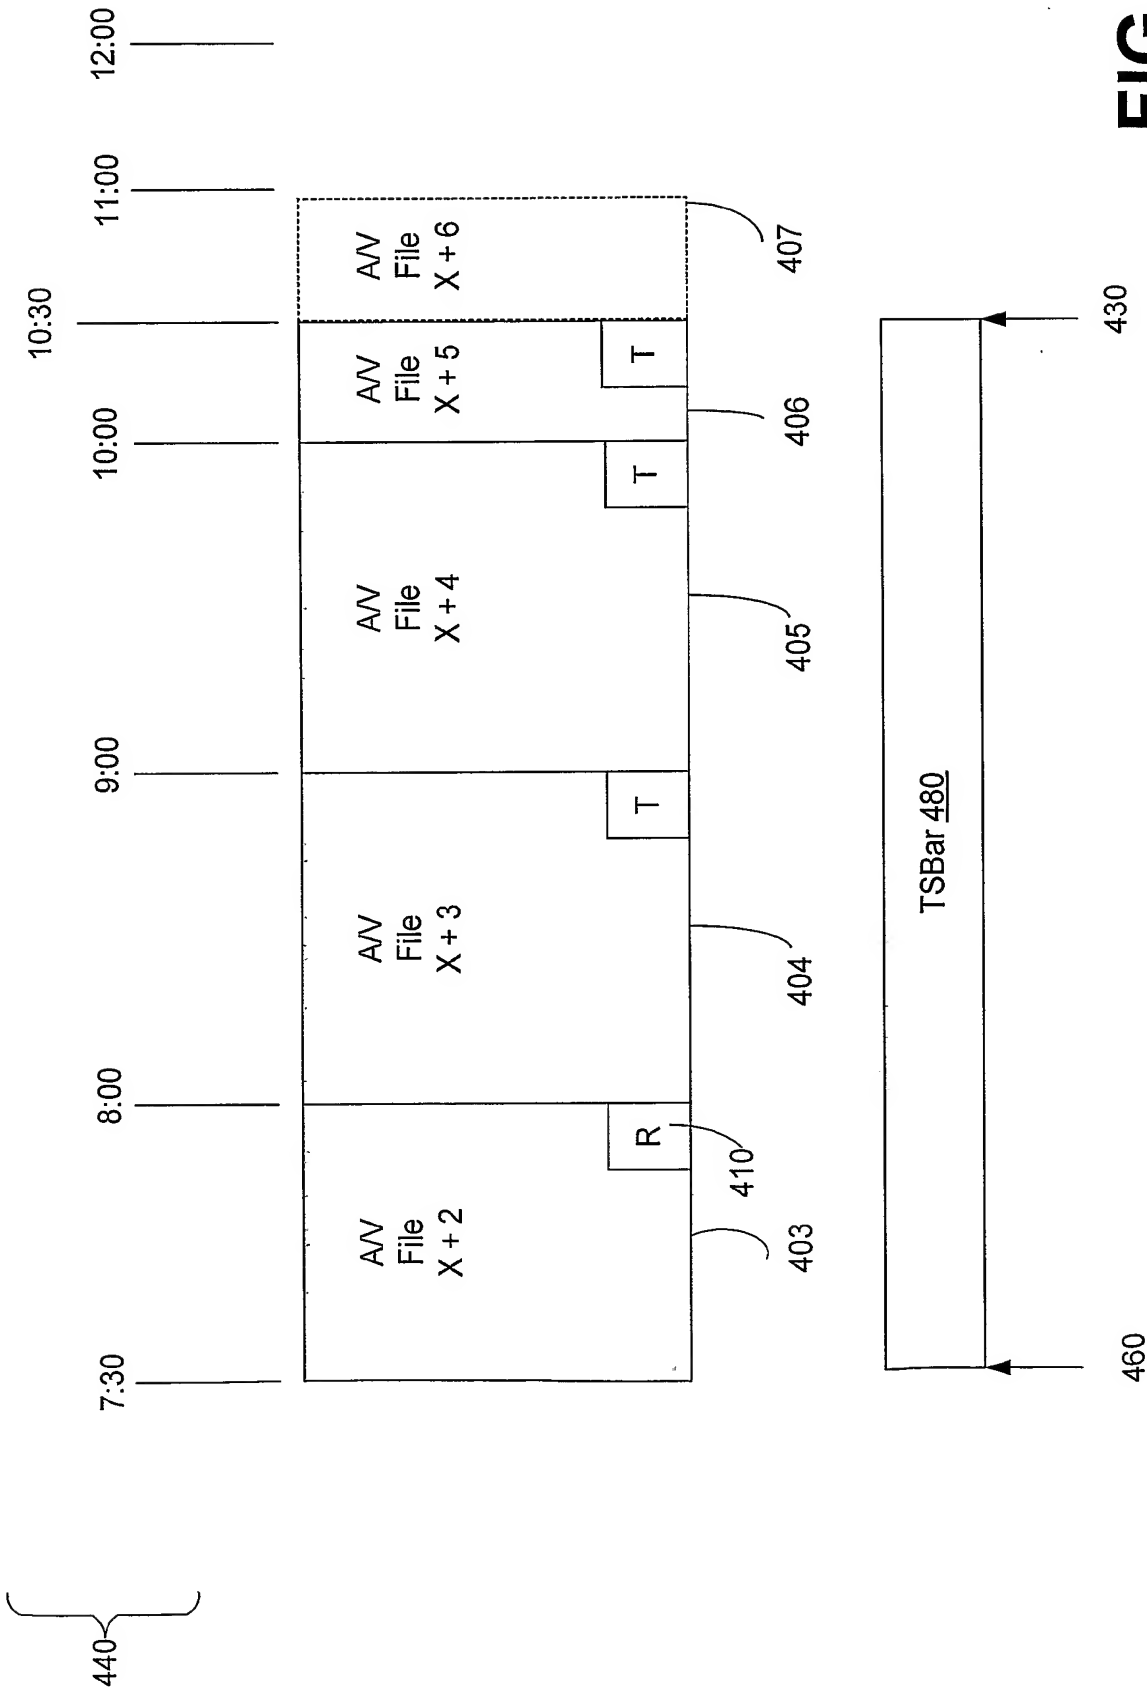 440
7:30
8:00
9:00
10:00
10:30
11:00
12:00
A/V
File
X + 2
A/V
File
X + 3
A/V
File
X + 4
A/V
File
X + 5
A/V
File
X + 6
R
T
T
T
410
403
404
405
406
407
TSBar 480
460
430
FIG